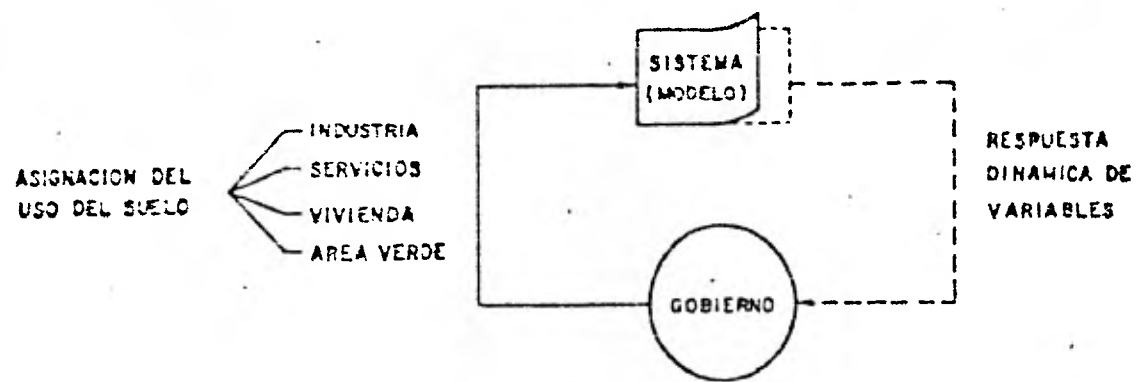 SISTEMA
(MODELO)
INDUSTRIA
SERVICIOS
VIVIENDA
AREA VERDE
ASIGNACION DEL
USO DEL SUELO
RESPUESTA
DINAMICA DE
VARIABLES
GOBIERNO